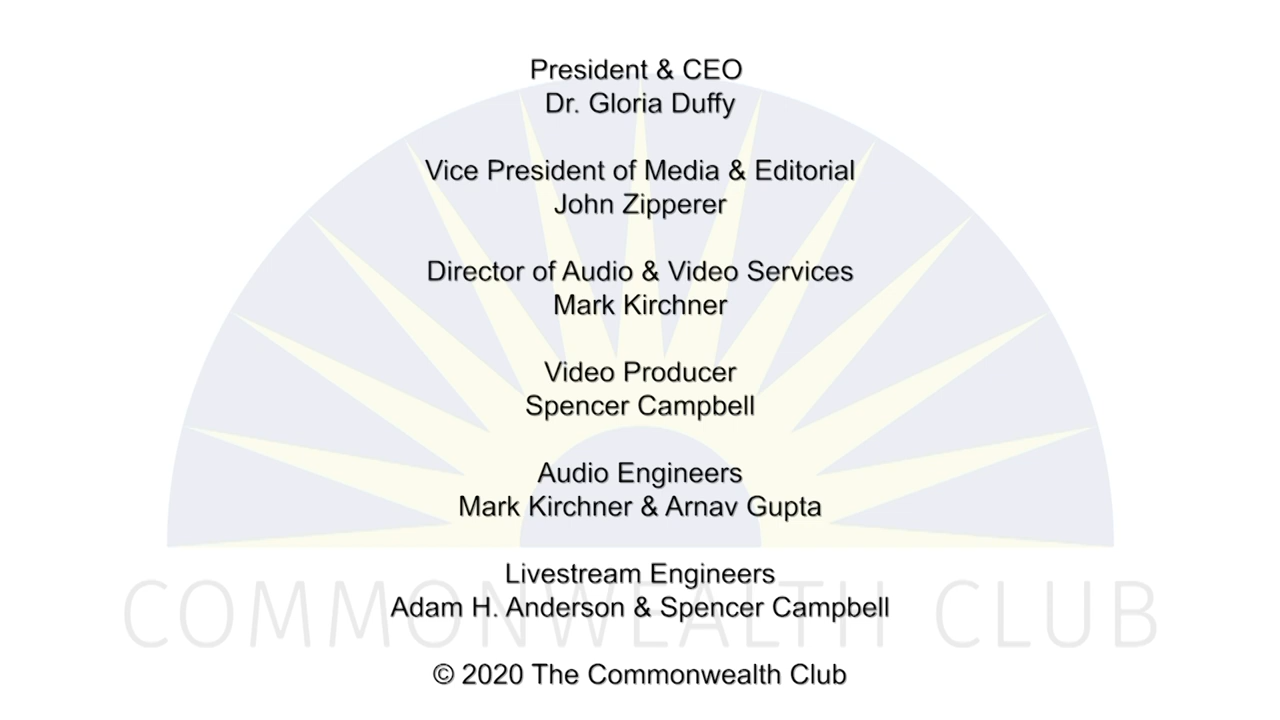 President & CEO
Dr. Gloria Duffy
Vice President of Media & Editorial
John Zipperer
Director of Audio & Video Services
Mark Kirchner
Video Producer
Spencer Campbell
Audio Engineers
Mark Kirchner & Arnav Gupta
Livestream Engineers
Adam H. Anderson & Spencer Campbell
COMMONWEALTH CLUB
© 2020 The Commonwealth Club